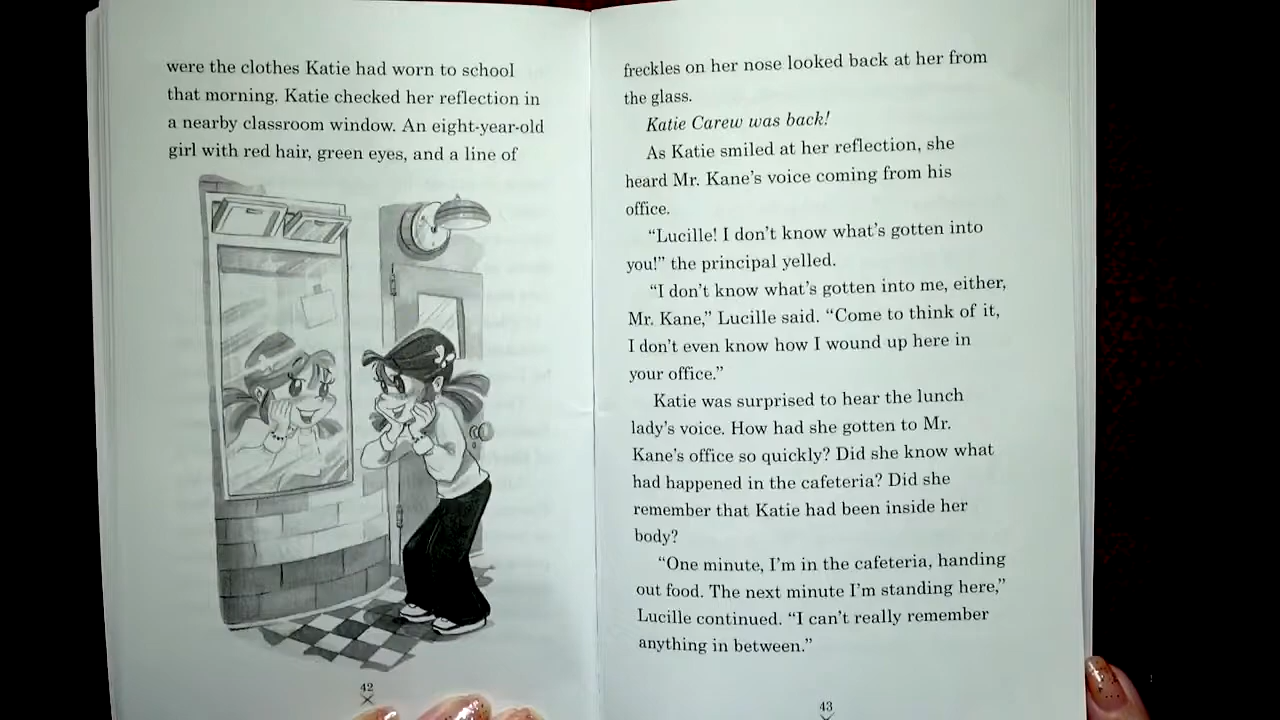 were the clothes Katie had worn to school
that morning. Katie checked her reflection in
a nearby classroom window. An eight-year-old
girl with red hair, green eyes, and a line of
42
freckles on her nose looked back at her from
the glass.
Katie Carew was back!
As Katie smiled at her reflection, she
heard Mr. Kane’s voice coming from his
office.
“Lucille! I don’t know what’s gotten into
you!” the principal yelled.
“I don’t know what’s gotten into me, either,
Mr. Kane,” Lucille said. “Come to think of it,
I don’t even know how I wound up here in
your office.”
Katie was surprised to hear the lunch
lady’s voice. How had she gotten to Mr.
Kane’s office so quickly? Did she know what
had happened in the cafeteria? Did she
remember that Katie had been inside her
body?
“One minute, I’m in the cafeteria, handing
out food. The next minute I’m standing here,”
Lucille continued. “I can’t really remember
anything in between.”
43